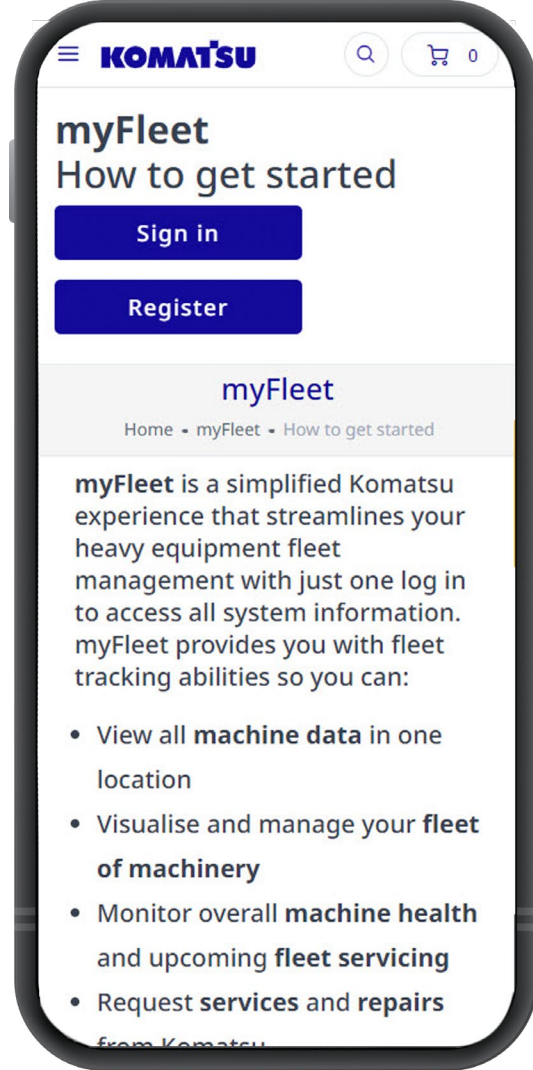 KOMATSU
0
myFleet
How to get started
Sign in
Register
myFleet
Home - myFleet - How to get started
myFleet is a simplified Komatsu
experience that streamlines your
heavy equipment fleet
management with just one log in
to access all system information.
myFleet provides you with fleet
tracking abilities so you can:
• View all machine data in one
location
• Visualise and manage your fleet
of machinery
• Monitor overall machine health
and upcoming fleet servicing
• Request services and repairs
from Komatsu